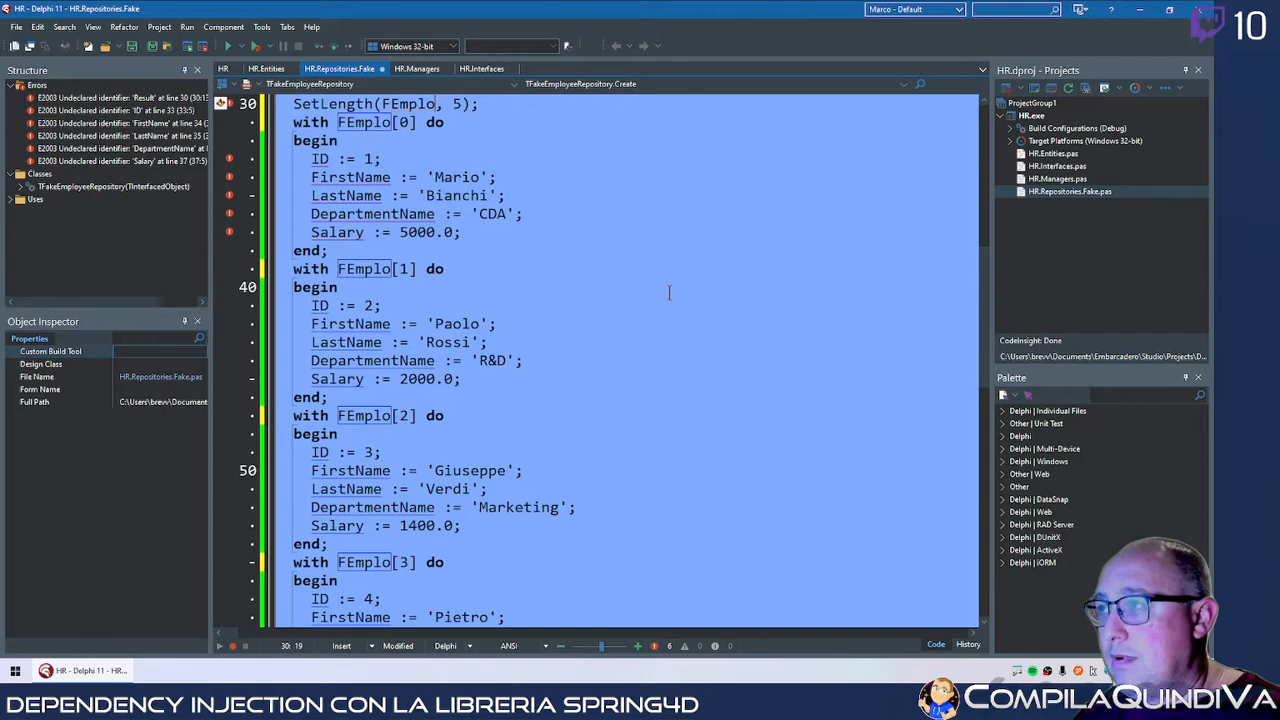 HR - Delphi 11 - HR.Repositories.Fake
Marco - Default
10
File Edit Search View Refactor Project Run Component Tools Tabs Help
Windows 32-bit
Structure
Errors
E2003 Undeclared identifier: 'Result' at line 30 (30:13)
E2003 Undeclared identifier: 'ID' at line 33 (33:5)
E2003 Undeclared identifier: 'FirstName' at line 34 (
E2003 Undeclared identifier: 'LastName' at line 35 (
E2003 Undeclared identifier: 'DepartmentName' at
E2003 Undeclared identifier: 'Salary' at line 37 (37:5)
Classes
TFakeEmployeeRepository(TInterfacedObject)
Uses
Object Inspector
Properties
Custom Build Tool
Design Class
File Name HR.Repositories.Fake.pas
Form Name
Full Path C:\Users\brevv\Document
HR HR.Entities HR.Repositories.Fake HR.Managers HR.Interfaces
TFakeEmployeeRepository TFakeEmployeeRepository.Create
30 SetLength(FEmplo, 5);
with FEmplo[0] do
begin
ID := 1;
FirstName := 'Mario';
LastName := 'Bianchi';
DepartmentName := 'CDA';
Salary := 5000.0;
end;
with FEmplo[1] do
40 begin
ID := 2;
FirstName := 'Paolo';
LastName := 'Rossi';
DepartmentName := 'R&D';
Salary := 2000.0;
end;
with FEmplo[2] do
begin
ID := 3;
50 FirstName := 'Giuseppe';
LastName := 'Verdi';
DepartmentName := 'Marketing';
Salary := 1400.0;
end;
with FEmplo[3] do
begin
ID := 4;
FirstName := 'Pietro';
30: 19 Insert Modified Delphi ANSI 6 0 0 Code History
HR.dproj - Projects
ProjectGroup1
HR.exe
Build Configurations (Debug)
Target Platforms (Win32)
HR.Entities.pas
HR.Interfaces.pas
HR.Managers.pas
HR.Repositories.Fake.pas
CodeInsight: Done
C:\Users\brevv\Documents\Embarcadero\Studio\Projects\D...
Palette
Delphi | Individual Files
Other | Unit Test
Delphi
Delphi | Multi-Device
Delphi | Windows
Other | Web
Other
Delphi | DataSnap
Delphi | Web
Delphi | RAD Server
Delphi | DUnitX
Delphi | ActiveX
Delphi | iORM
HR - Delphi 11 - HR...
DEPENDENCY INJECTION CON LA LIBRERIA SPRING4D
COMPILAQUINDIVA